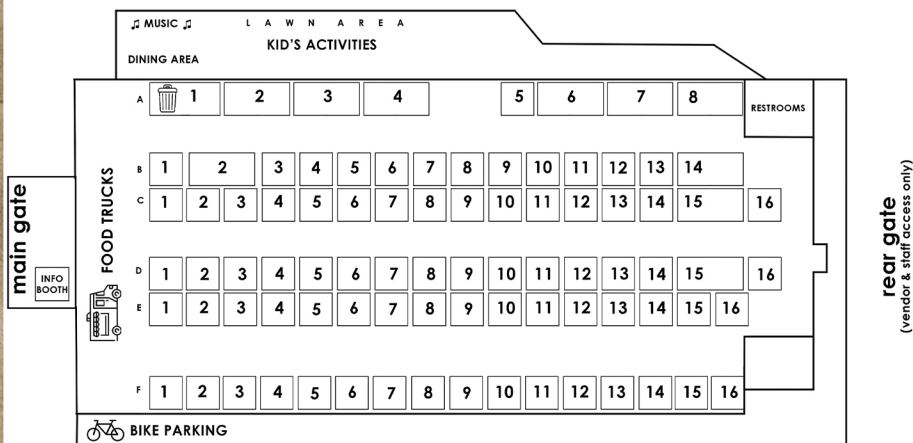 ♫ MUSIC ♫
L A W N A R E A
KID'S ACTIVITIES
DINING AREA
A 1 2 3 4 5 6 7 8
RESTROOMS
B 1 2 3 4 5 6 7 8 9 10 11 12 13 14
C 1 2 3 4 5 6 7 8 9 10 11 12 13 14 15 16
FOOD TRUCKS
main gate
INFO
BOOTH
D 1 2 3 4 5 6 7 8 9 10 11 12 13 14 15 16
E 1 2 3 4 5 6 7 8 9 10 11 12 13 14 15 16
F 1 2 3 4 5 6 7 8 9 10 11 12 13 14 15 16
BIKE PARKING
rear gate
(vendor & staff access only)